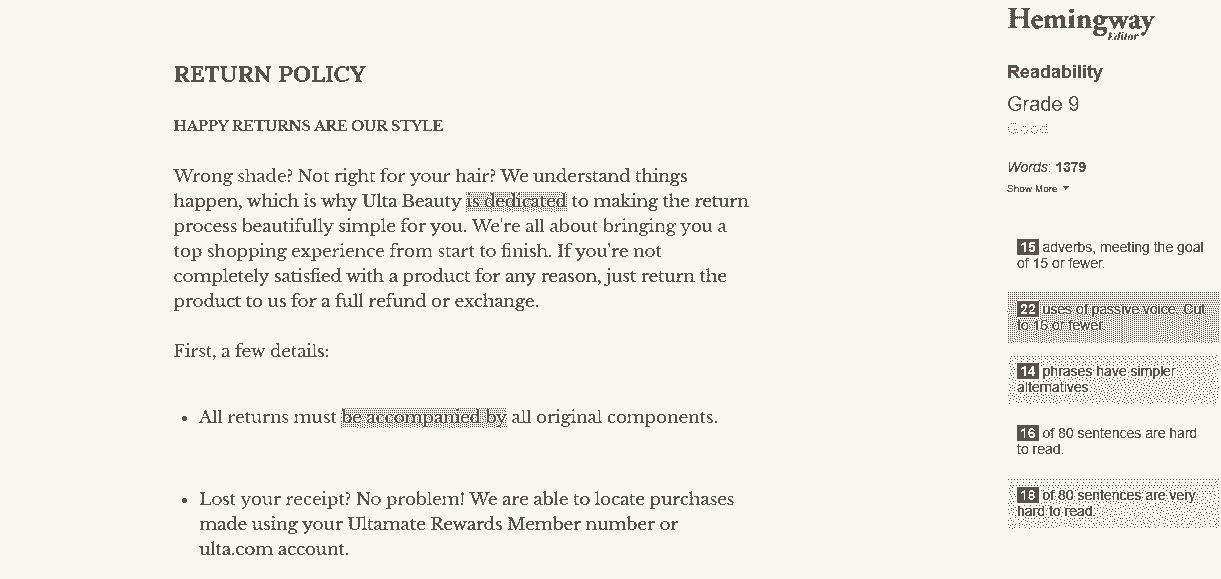 Hemingway
Editor
RETURN POLICY
HAPPY RETURNS ARE OUR STYLE
Wrong shade? Not right for your hair? We understand things
happen, which is why Ulta Beauty is dedicated to making the return
process beautifully simple for you. We're all about bringing you a
top shopping experience from start to finish. If you're not
completely satisfied with a product for any reason, just return the
product to us for a full refund or exchange.
First, a few details:
• All returns must be accompanied by all original components.
• Lost your receipt? No problem! We are able to locate purchases
made using your Ultamate Rewards Member number or
ulta.com account.
Readability
Grade 9
Good
Words: 1379
Show More
15 adverbs, meeting the goal
of 15 or fewer.
22 uses of passive voice. Cut
to 16 or fewer.
14 phrases have simpler
alternatives.
16 of 80 sentences are hard
to read.
18 of 80 sentences are very
hard to read.